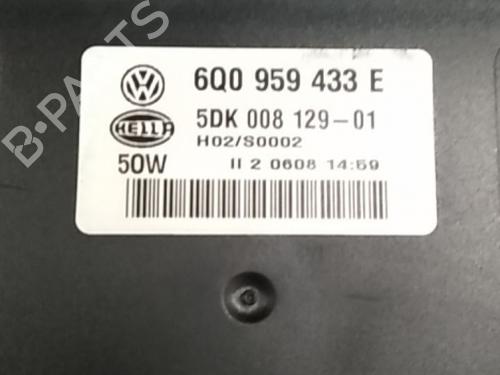 6Q0 959 433 E
HELLA
5DK 008 129-01
H02/S0002
50W
II 2 0608 14:59
B-PARTS